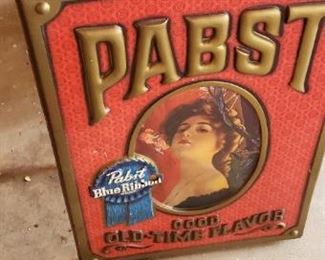 PABST
Pabst
Blue Ribbon
GOOD
OLD-TIME FLAVOR